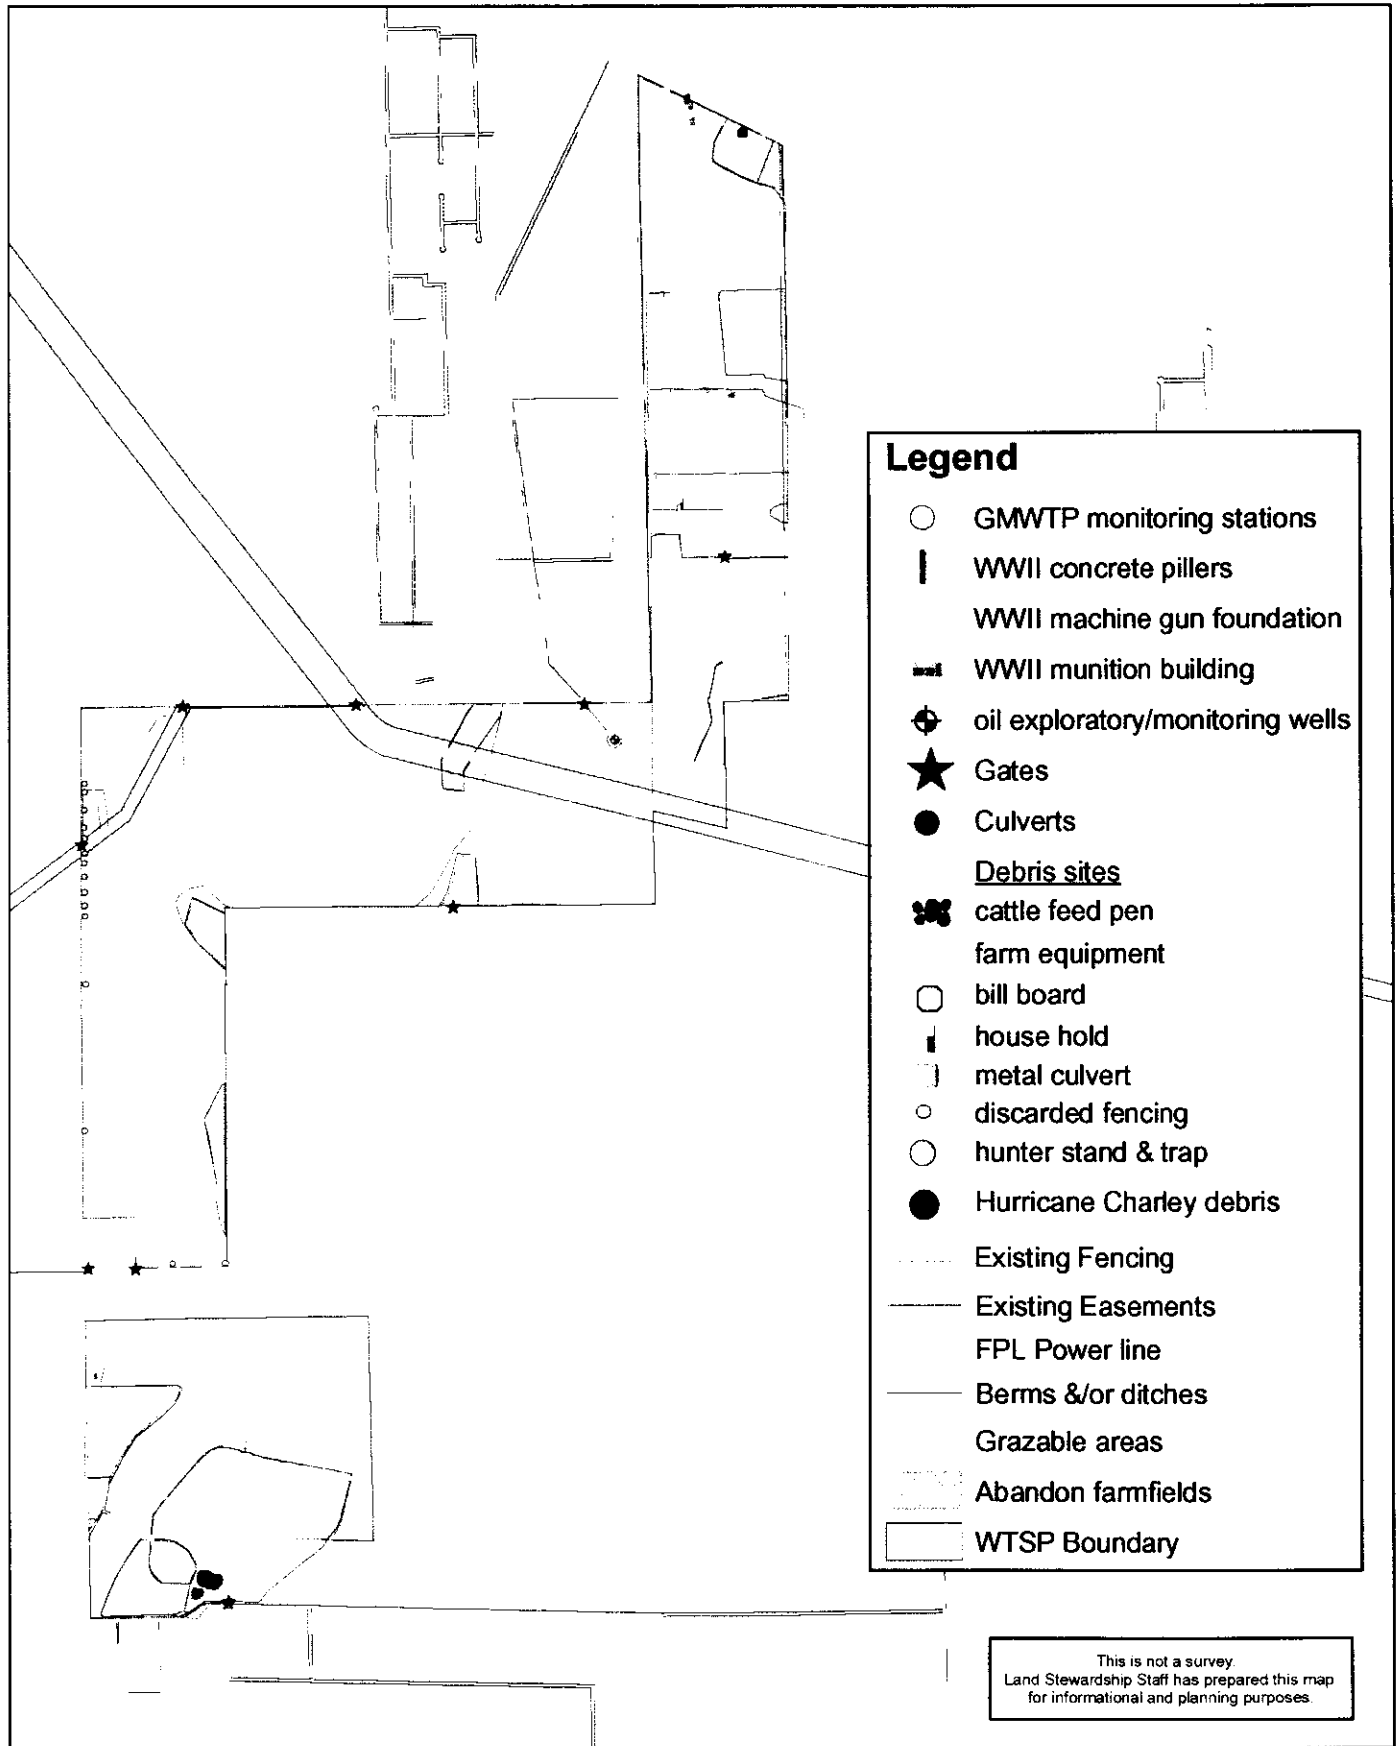 Legend
GMWTP monitoring stations
WWII concrete pillers
WWII machine gun foundation
WWII munition building
oil exploratory/monitoring wells
Gates
Culverts
Debris sites
cattle feed pen
farm equipment
bill board
house hold
metal culvert
discarded fencing
hunter stand & trap
Hurricane Charley debris
Existing Fencing
Existing Easements
FPL Power line
Berms &/or ditches
Grazable areas
Abandon farmfields
WTSP Boundary
This is not a survey.
Land Stewardship Staff has prepared this map
for informational and planning purposes.